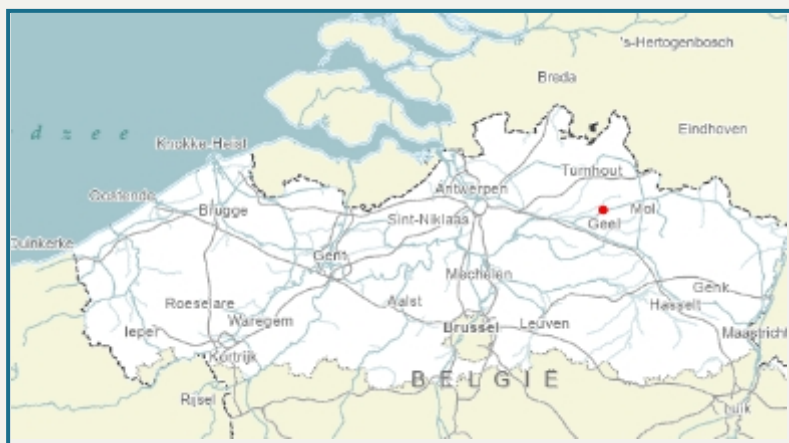 's-Hertogenbosch
Breda
d z e e
Eindhoven
Knokke-Heist
Turnhout
Antwerpen
Oostende
Brugge
Sint-Niklaas
Mol
Geel
Duinkerke
Gent
Mechelen
Genk
Roeselare
Aalst
Hasselt
Ieper
Waregem
Brussel
Leuven
Maastricht
Kortrijk
BELGIË
Rijsel
Luik